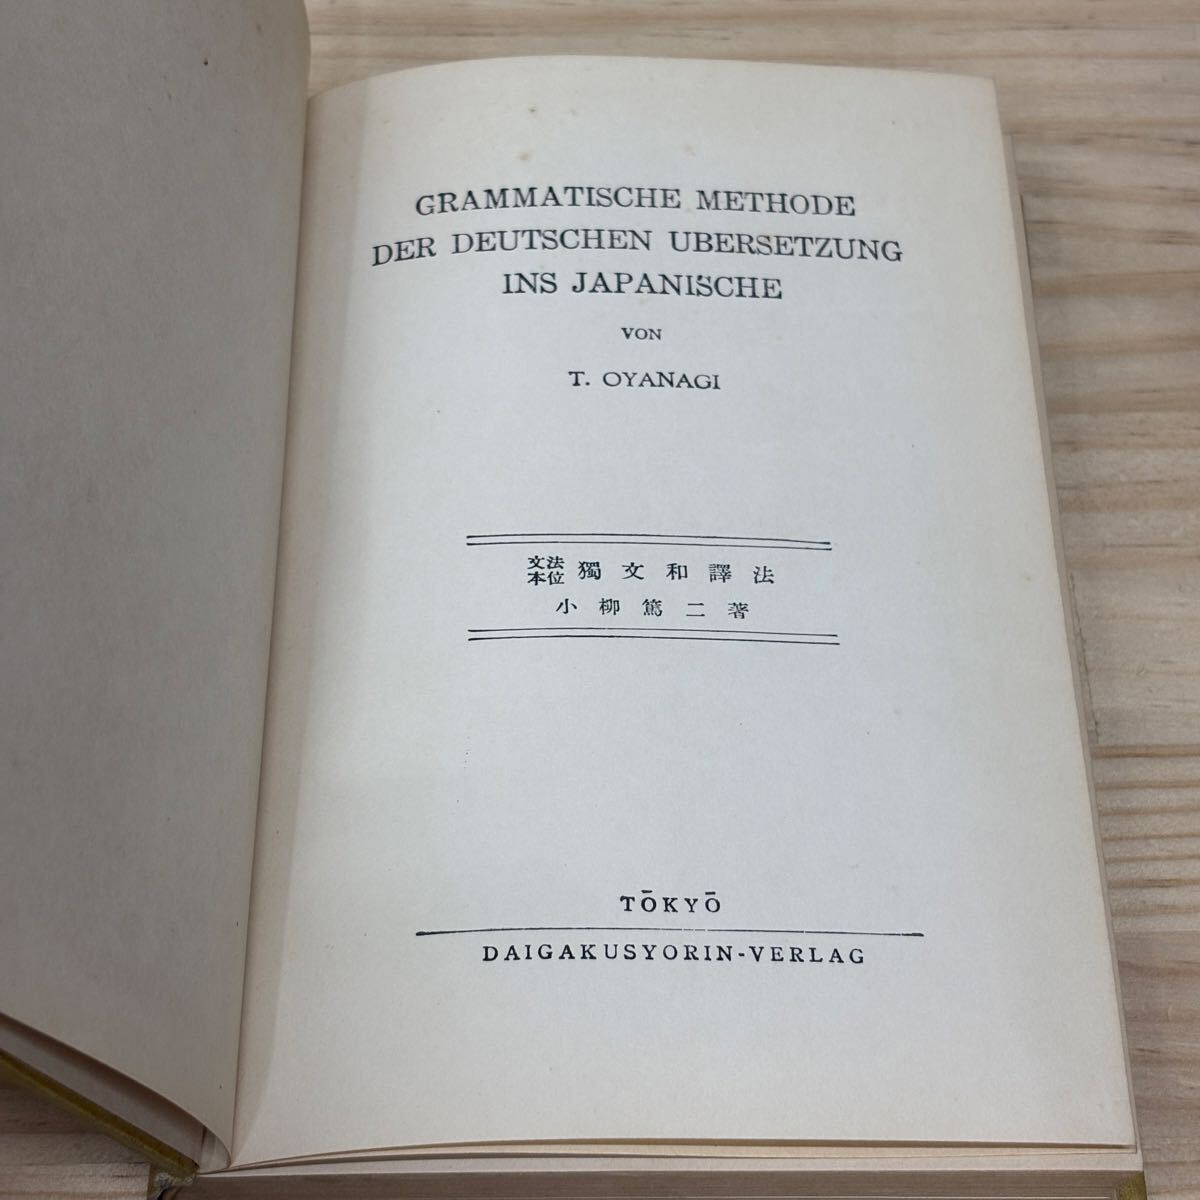 GRAMMATISCHE METHODE
DER DEUTSCHEN UBERSETZUNG
INS JAPANISCHE
VON
T. OYANAGI
文法本位 獨文和譯法
小柳篤二著
TŌKYŌ
DAIGAKUSYORIN-VERLAG